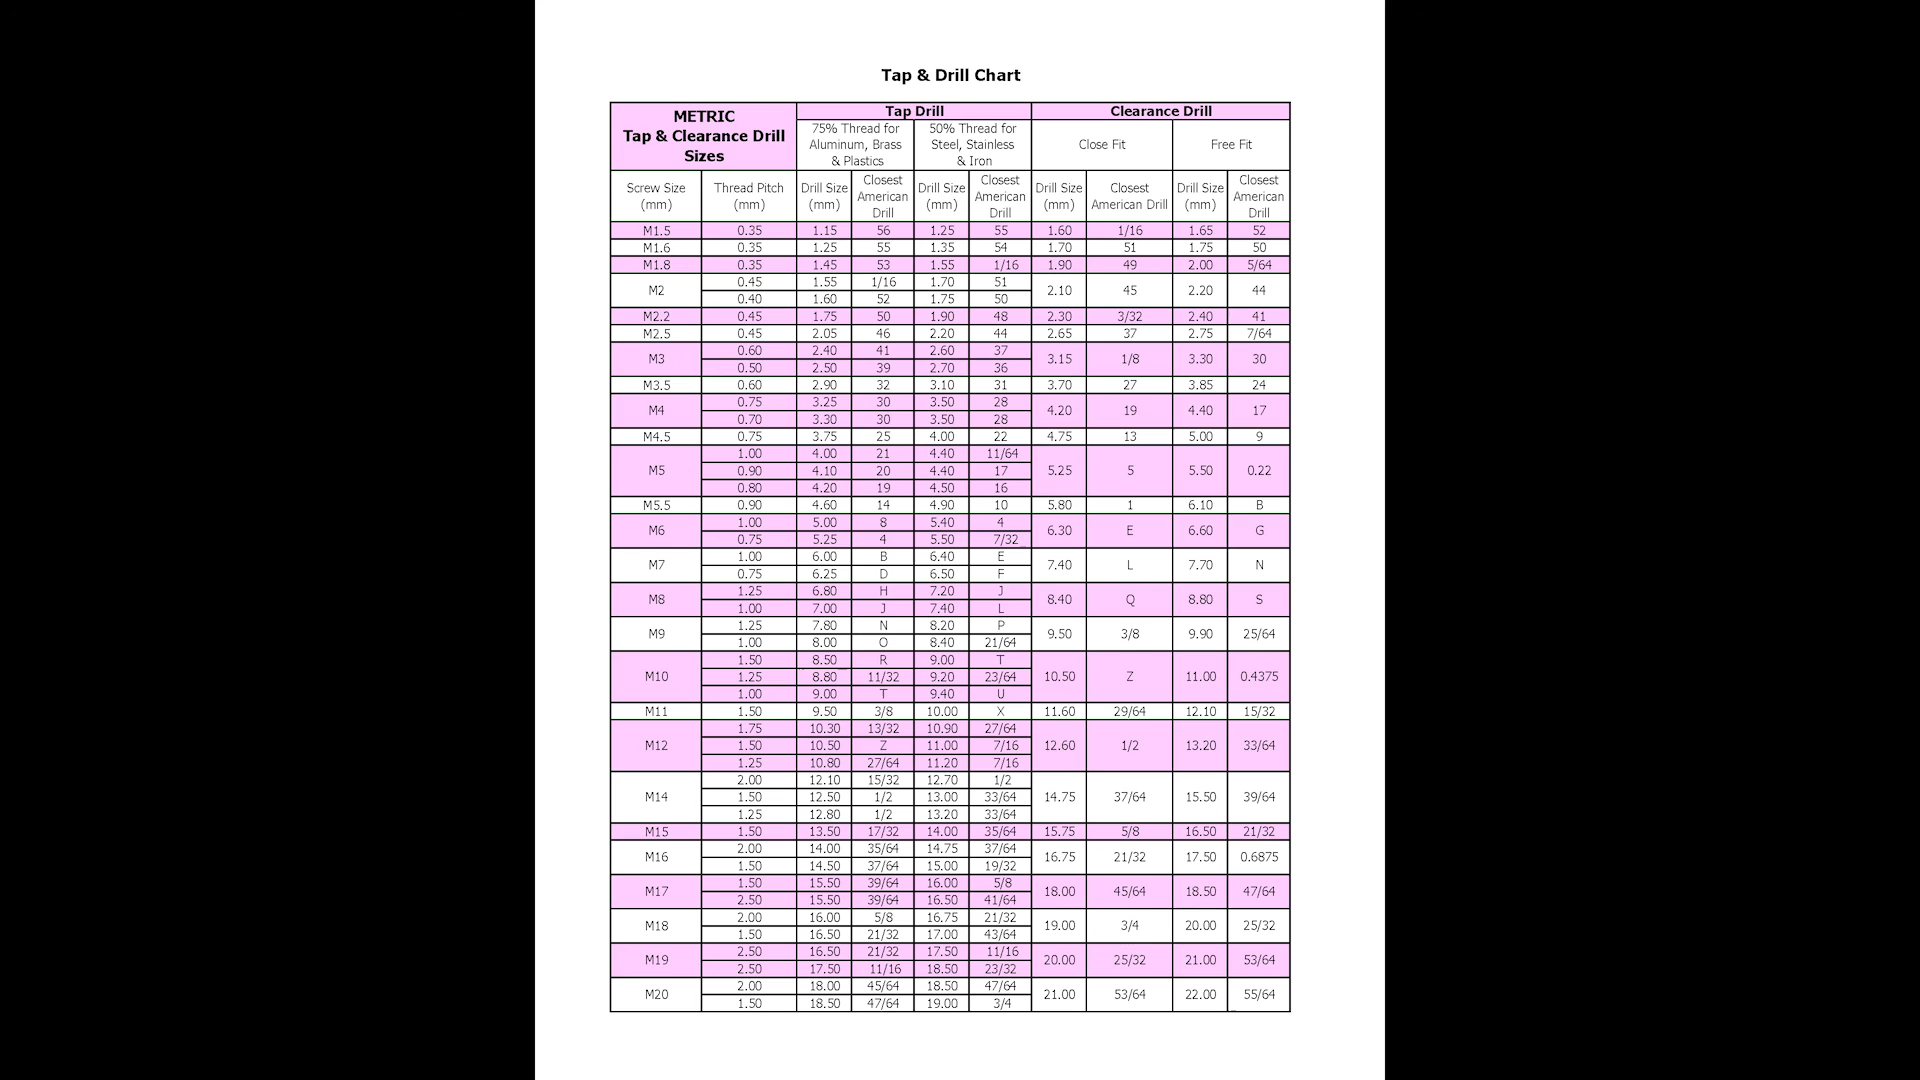 Tap & Drill Chart
METRIC
Tap & Clearance Drill
Sizes
Tap Drill
Clearance Drill
75% Thread for
Aluminum, Brass
& Plastics
50% Thread for
Steel, Stainless
& Iron
Close Fit
Free Fit
Screw Size
(mm)
Thread Pitch
(mm)
Drill Size
(mm)
Closest
American
Drill
Drill Size
(mm)
Closest
American
Drill
Drill Size
(mm)
Closest
American Drill
Drill Size
(mm)
Closest
American
Drill
M1.5 0.35 1.15 56 1.25 55 1.60 1/16 1.65 52
M1.6 0.35 1.25 55 1.35 54 1.70 51 1.75 50
M1.8 0.35 1.45 53 1.55 1/16 1.90 49 2.00 5/64
M2 0.45 1.55 1/16 1.70 51 2.10 45 2.20 44
0.40 1.60 52 1.75 50
M2.2 0.45 1.75 50 1.90 48 2.30 3/32 2.40 41
M2.5 0.45 2.05 46 2.20 44 2.65 37 2.75 7/64
M3 0.60 2.40 41 2.60 37 3.15 1/8 3.30 30
0.50 2.50 39 2.70 36
M3.5 0.60 2.90 32 3.10 31 3.70 27 3.85 24
M4 0.75 3.25 30 3.50 28 4.20 19 4.40 17
0.70 3.30 30 3.50 28
M4.5 0.75 3.75 25 4.00 22 4.75 13 5.00 9
1.00 4.00 21 4.40 11/64
M5 0.90 4.10 20 4.40 17 5.25 5 5.50 0.22
0.80 4.20 19 4.50 16
M5.5 0.90 4.60 14 4.90 10 5.80 1 6.10 B
M6 1.00 5.00 8 5.40 4 6.30 E 6.60 G
0.75 5.25 4 5.50 7/32
M7 1.00 6.00 B 6.40 E 7.40 L 7.70 N
0.75 6.25 D 6.50 F
M8 1.25 6.80 H 7.20 J 8.40 Q 8.80 S
1.00 7.00 J 7.40 L
M9 1.25 7.80 N 8.20 P 9.50 3/8 9.90 25/64
1.00 8.00 O 8.40 21/64
1.50 8.50 R 9.00 T
M10 1.25 8.80 11/32 9.20 23/64 10.50 Z 11.00 0.4375
1.00 9.00 T 9.40 U
M11 1.50 9.50 3/8 10.00 X 11.60 29/64 12.10 15/32
1.75 10.30 13/32 10.90 27/64
M12 1.50 10.50 Z 11.00 7/16 12.60 1/2 13.20 33/64
1.25 10.80 27/64 11.20 7/16
2.00 12.10 15/32 12.70 1/2
M14 1.50 12.50 1/2 13.00 33/64 14.75 37/64 15.50 39/64
1.25 12.80 1/2 13.20 33/64
M15 1.50 13.50 17/32 14.00 35/64 15.75 5/8 16.50 21/32
M16 2.00 14.00 35/64 14.75 37/64 16.75 21/32 17.50 0.6875
1.50 14.50 37/64 15.00 19/32
M17 1.50 15.50 39/64 16.00 5/8 18.00 45/64 18.50 47/64
2.50 15.50 39/64 16.50 41/64
M18 2.00 16.00 5/8 16.75 21/32 19.00 3/4 20.00 25/32
1.50 16.50 21/32 17.00 43/64
M19 2.50 16.50 21/32 17.50 11/16 20.00 25/32 21.00 53/64
2.50 17.50 11/16 18.50 23/32
M20 2.00 18.00 45/64 18.50 47/64 21.00 53/64 22.00 55/64
1.50 18.50 47/64 19.00 3/4